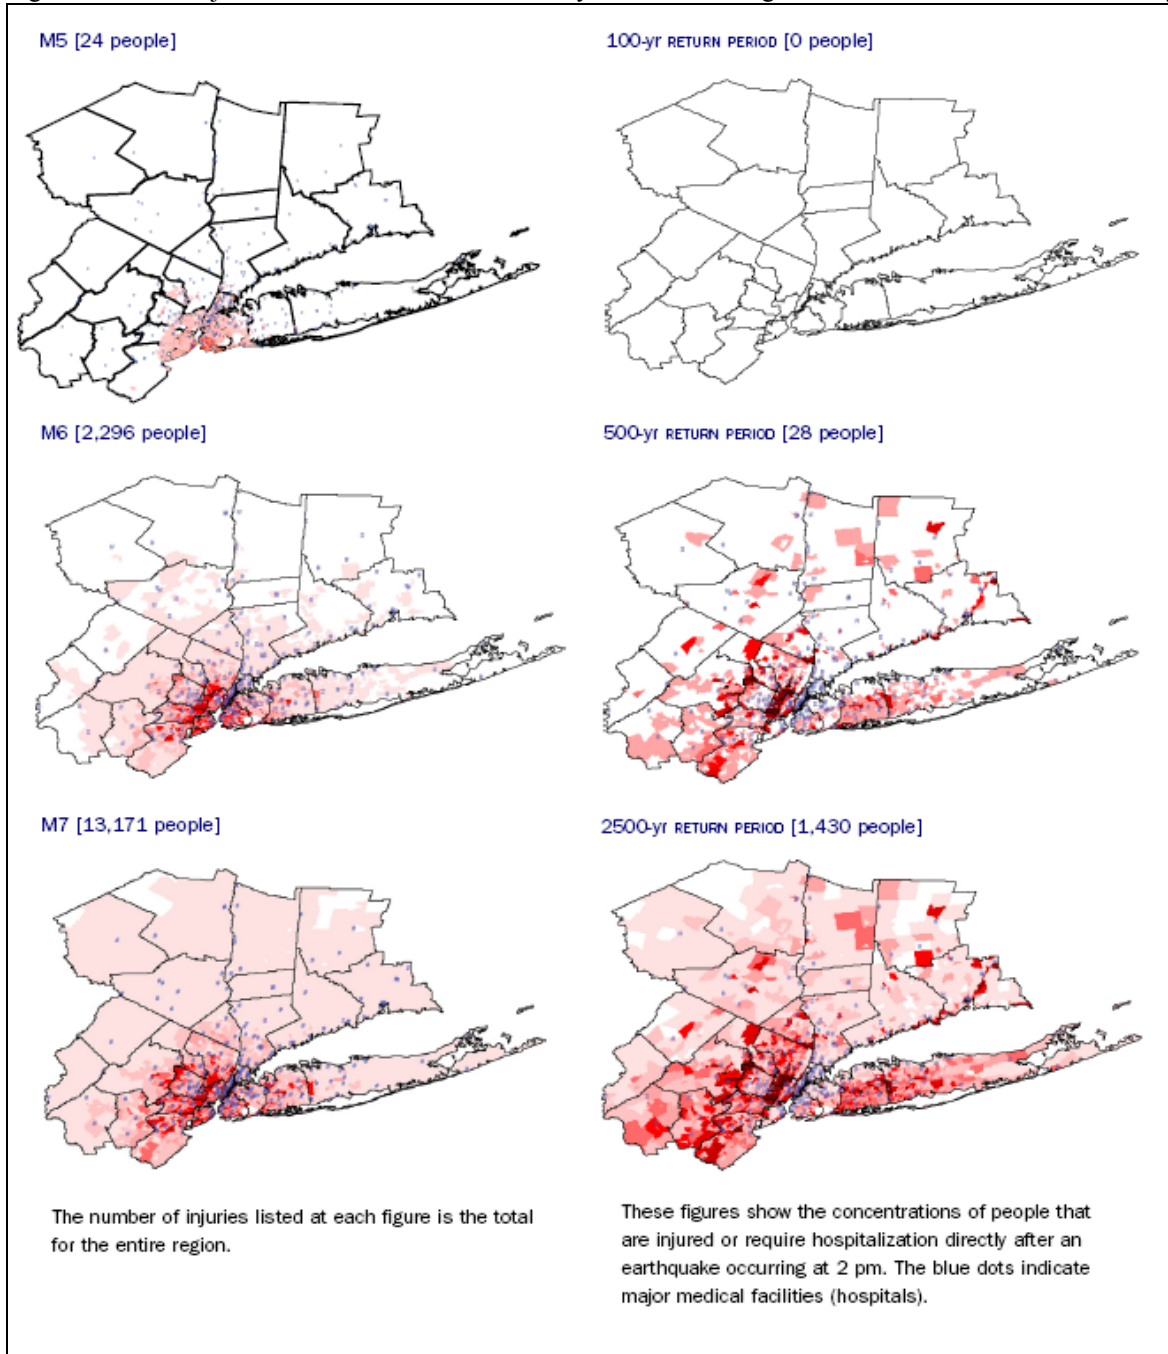 M5 [24 people]
100-yr RETURN PERIOD [0 people]
M6 [2,296 people]
500-yr RETURN PERIOD [28 people]
M7 [13,171 people]
2500-yr RETURN PERIOD [1,430 people]
The number of injuries listed at each figure is the total
for the entire region.
These figures show the concentrations of people that
are injured or require hospitalization directly after an
earthquake occurring at 2 pm. The blue dots indicate
major medical facilities (hospitals).